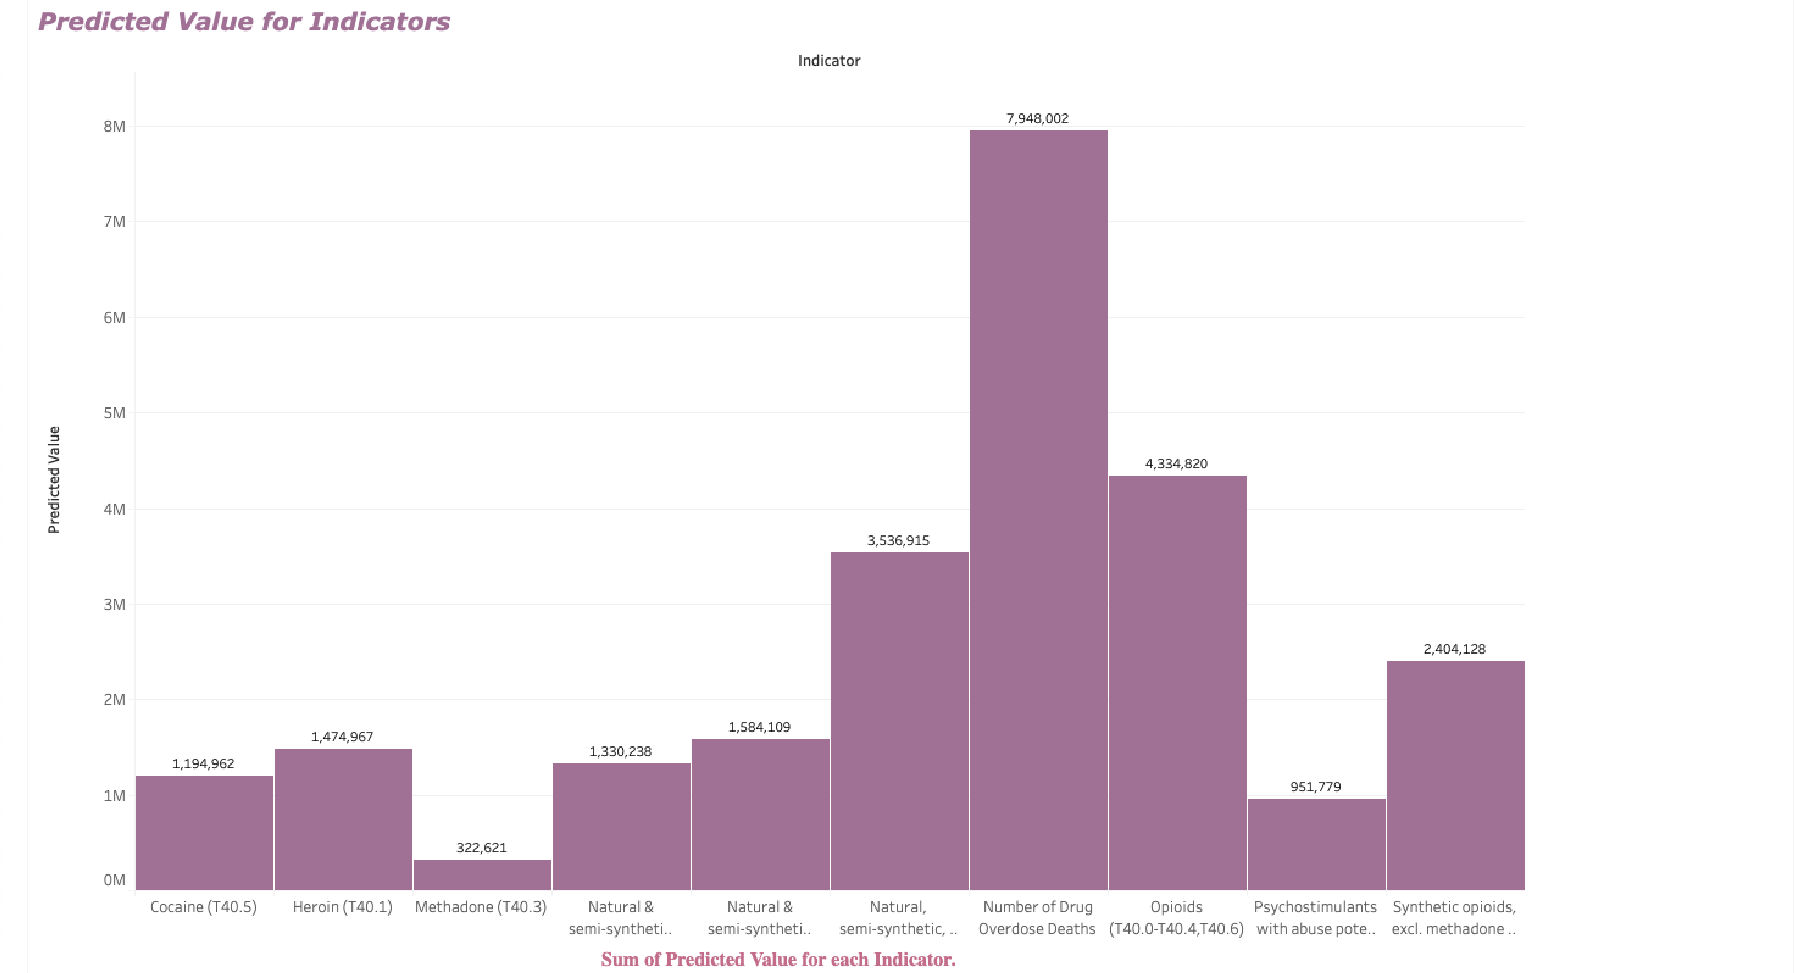 Predicted Value for Indicators
Indicator
Predicted Value
8M
7M
6M
5M
4M
3M
2M
1M
0M
1,194,962
1,474,967
322,621
1,330,238
1,584,109
3,536,915
7,948,002
4,334,820
951,779
2,404,128
Cocaine (T40.5)
Heroin (T40.1)
Methadone (T40.3)
Natural &
semi-syntheti..
Natural &
semi-syntheti..
Natural,
semi-synthetic, ..
Number of Drug
Overdose Deaths
Opioids
(T40.0-T40.4,T40.6)
Psychostimulants
with abuse pote..
Synthetic opioids,
excl. methadone ..
Sum of Predicted Value for each Indicator.